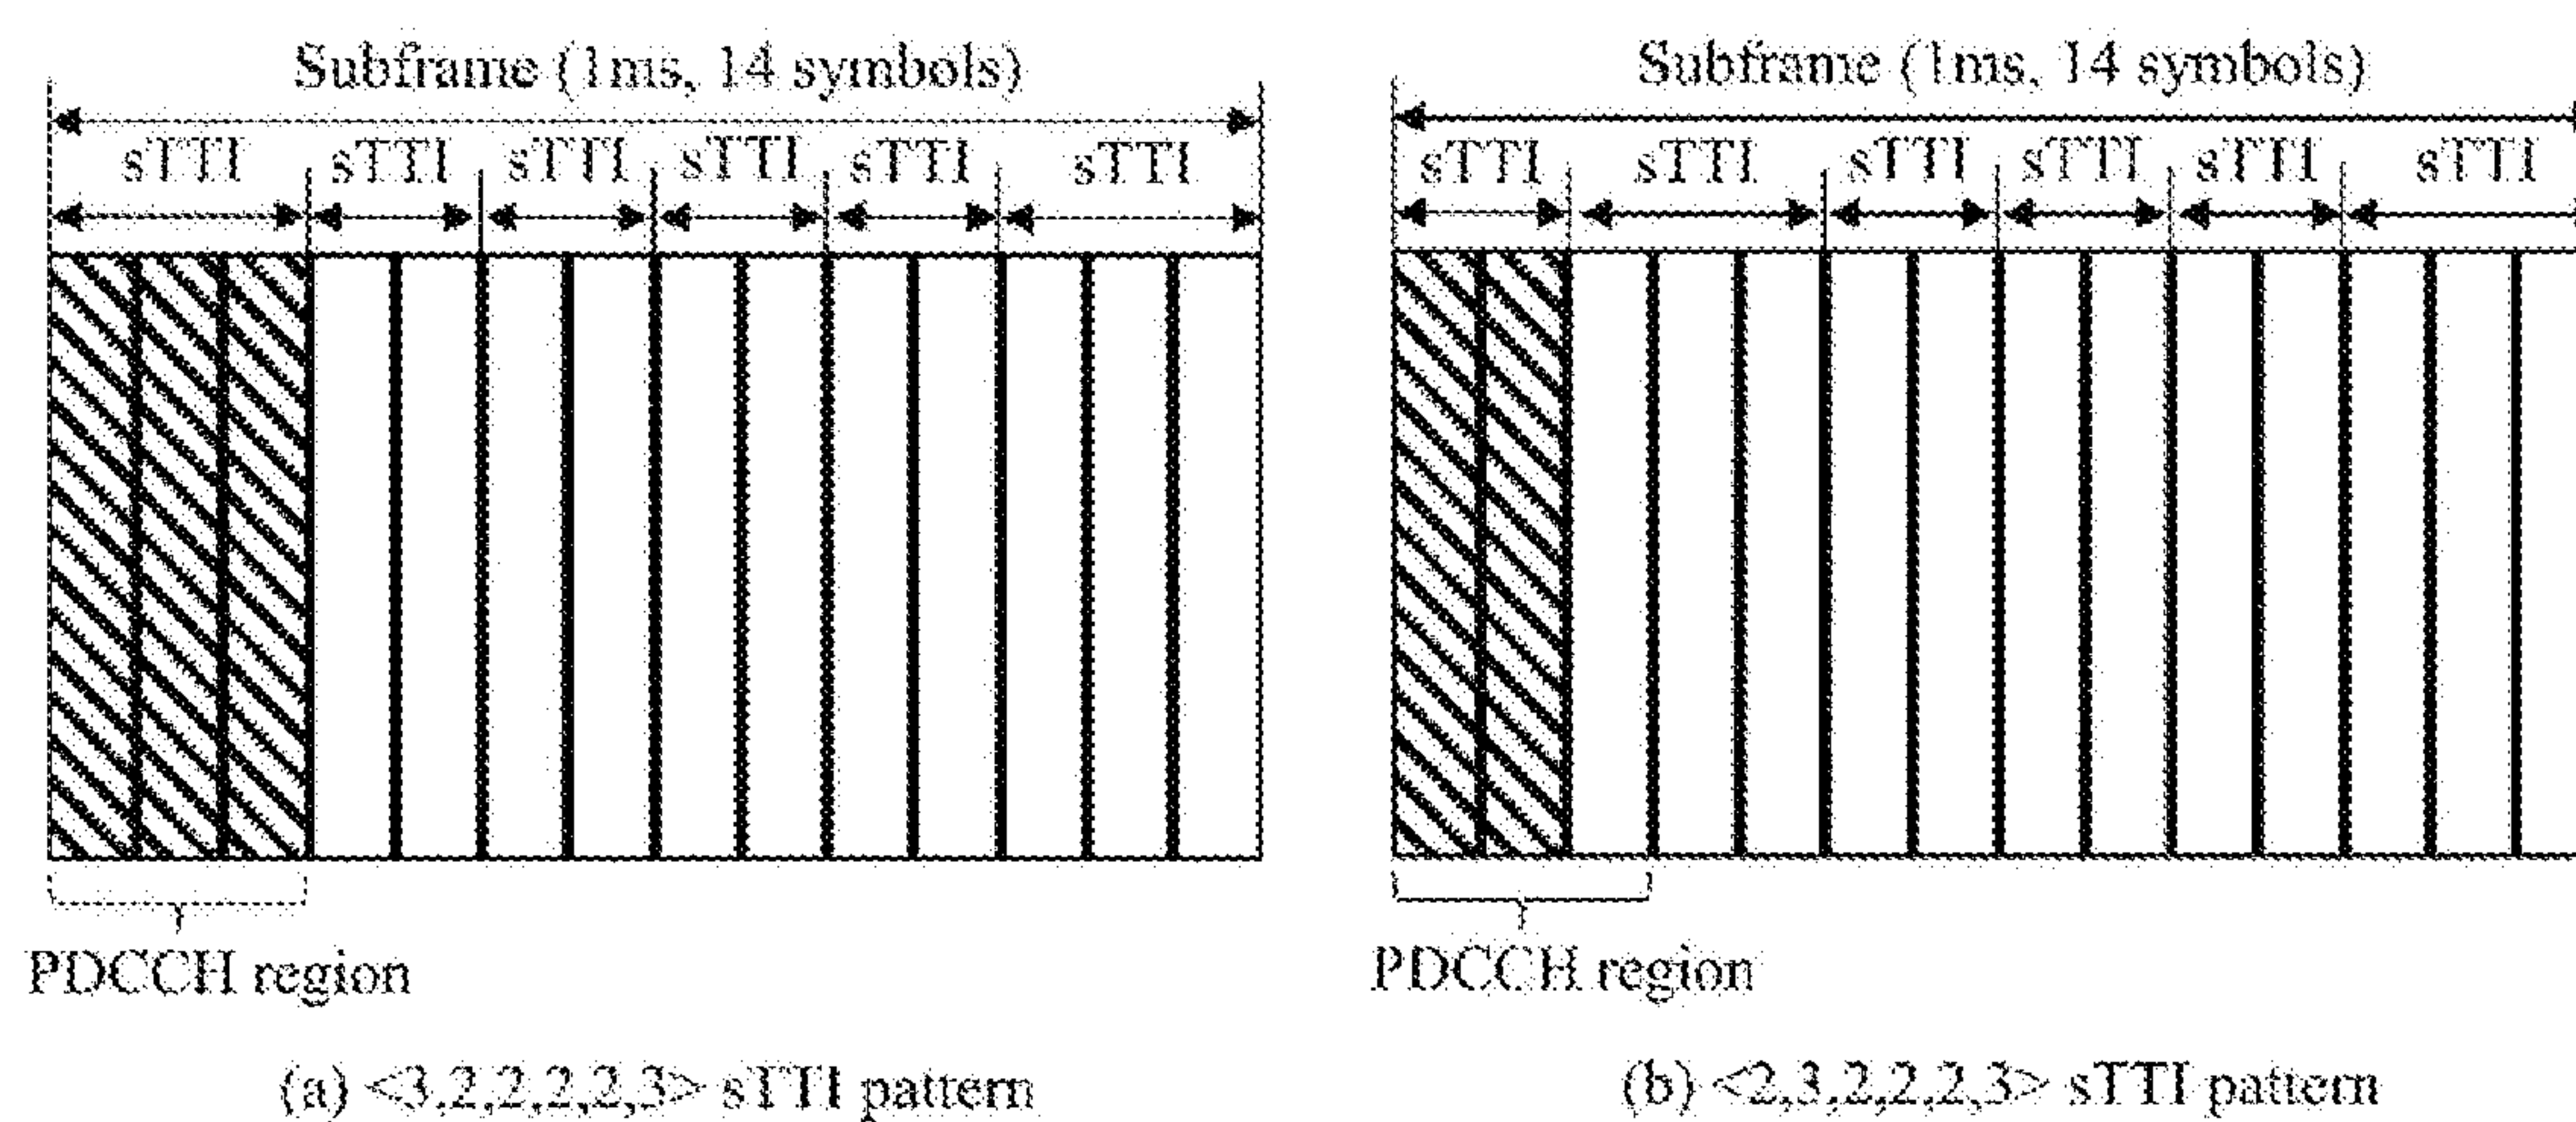 Subframe (1ms, 14 symbols)
sTTI sTTI sTTI sTTI sTTI sTTI
PDCCH region
(a) <3,2,2,2,2,3> sTTI pattern
Subframe (1ms, 14 symbols)
sTTI sTTI sTTI sTTI sTTI sTTI
PDCCH region
(b) <2,3,2,2,2,3> sTTI pattern